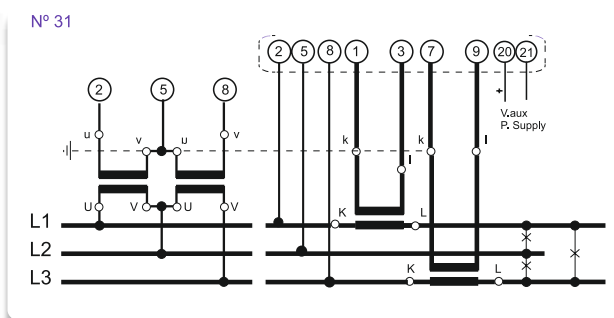 Nº 31
2 5 8 1 3 7 9 20 21
2 5 8
V.aux
P. Supply
u v u v k k l
l
U V U V
K L
L1
L2
K L
L3